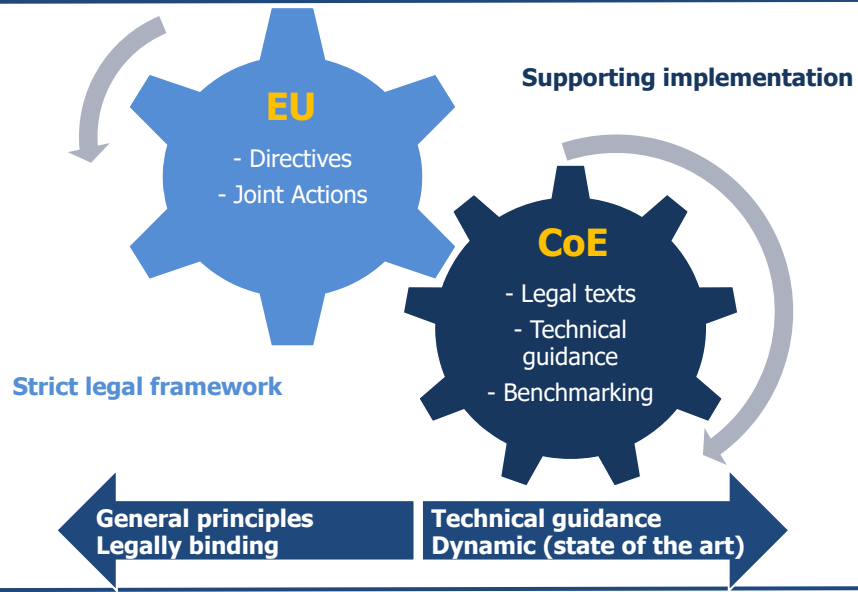 EU
- Directives
- Joint Actions
Supporting implementation
CoE
- Legal texts
- Technical
guidance
- Benchmarking
Strict legal framework
General principles
Legally binding
Technical guidance
Dynamic (state of the art)